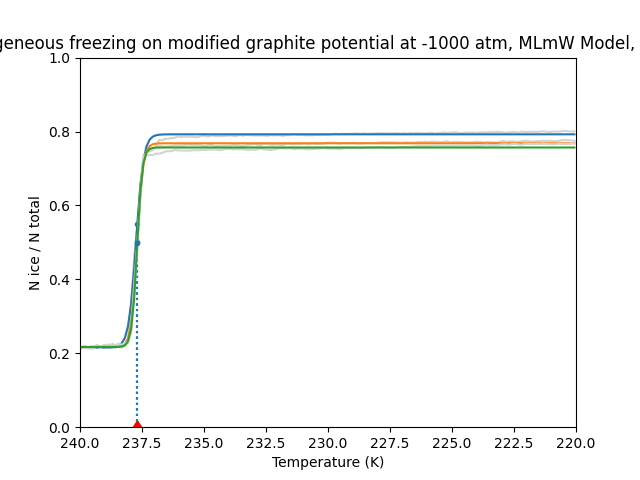 geneous freezing on modified graphite potential at -1000 atm, MLmW Model,
1.0
0.8
0.6
0.4
0.2
0.0
N ice / N total
240.0 237.5 235.0 232.5 230.0 227.5 225.0 222.5 220.0
Temperature (K)